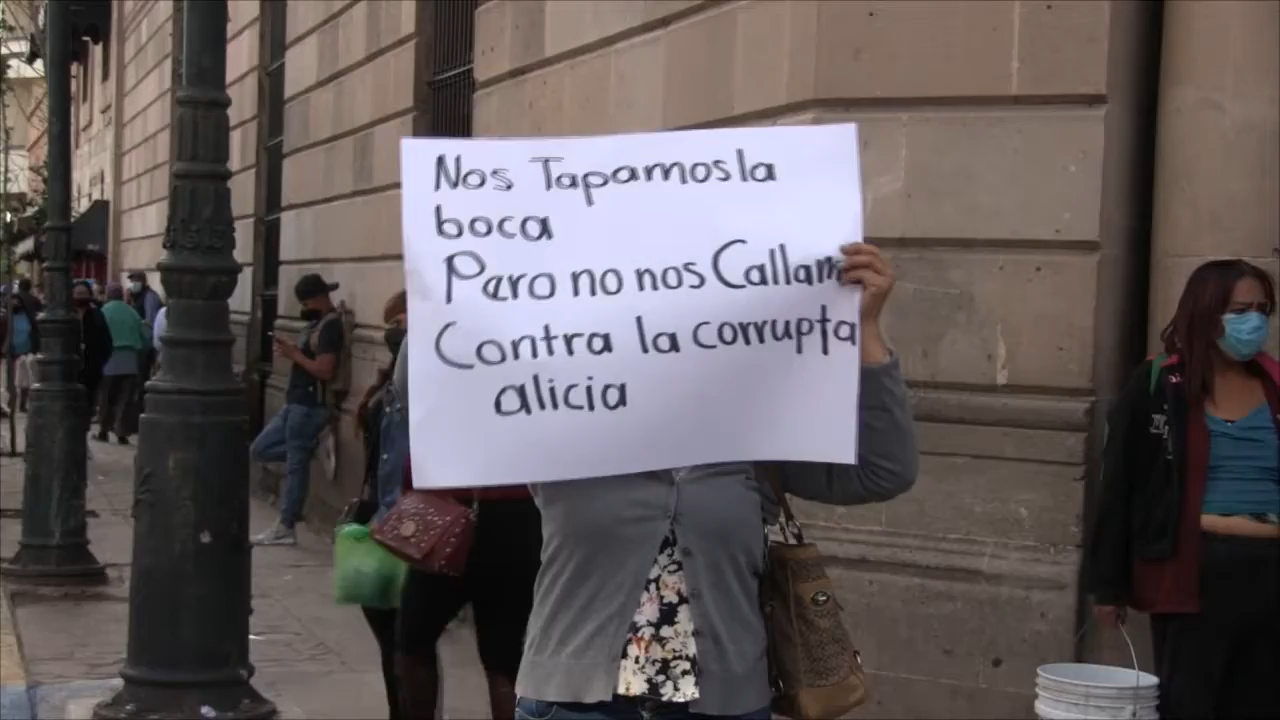 Nos Tapamos la
boca
Pero no nos Callam
Contra la corrupta
alicia